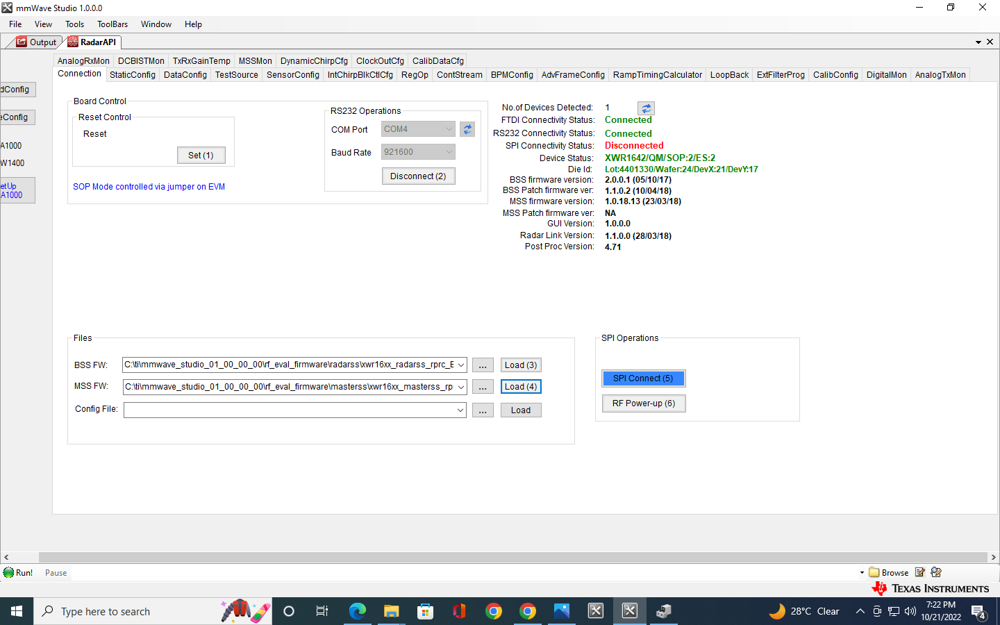 mmWave Studio 1.0.0.0
File View Tools ToolBars Window Help
Output RadarAPI
AnalogRxMon DCBISTMon TxRxGainTemp MSSMon DynamicChirpCfg ClockOutCfg CalibDataCfg
Connection StaticConfig DataConfig TestSource SensorConfig IntChirpBlkCtlCfg RegOp ContStream BPMConfig AdvFrameConfig RampTimingCalculator LoopBack ExtFilterProg CalibConfig DigitalMon AnalogTxMon
dConfig
eConfig
A1000
W1400
etUp
A1000
Board Control
Reset Control
Reset
Set (1)
SOP Mode controlled via jumper on EVM
RS232 Operations
COM Port COM4
Baud Rate 921600
Disconnect (2)
No.of Devices Detected: 1
FTDI Connectivity Status: Connected
RS232 Connectivity Status: Connected
SPI Connectivity Status: Disconnected
Device Status: XWR1642/QM/SOP:2/ES:2
Die Id: Lot:4401330/Wafer:24/DevX:21/DevY:17
BSS firmware version: 2.0.0.1 (05/10/17)
BSS Patch firmware ver: 1.1.0.2 (10/04/18)
MSS firmware version: 1.0.18.13 (23/03/18)
MSS Patch firmware ver: NA
GUI Version: 1.0.0.0
Radar Link Version: 1.1.0.0 (28/03/18)
Post Proc Version: 4.71
Files
BSS FW: C:\ti\mmwave_studio_01_00_00_00\rf_eval_firmware\radarss\xwr16xx_radarss_rprc_E ... Load (3)
MSS FW: C:\ti\mmwave_studio_01_00_00_00\rf_eval_firmware\masterss\xwr16xx_masterss_rp ... Load (4)
Config File: ... Load
SPI Operations
SPI Connect (5)
RF Power-up (6)
Run! Pause Browse
TEXAS INSTRUMENTS
Type here to search
28°C Clear
7:22 PM
10/21/2022
4